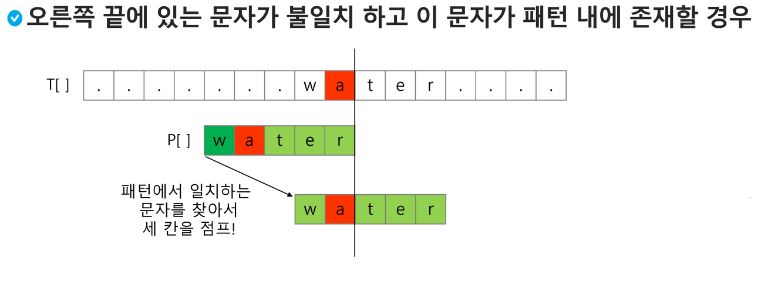 오른쪽 끝에 있는 문자가 불일치 하고 이 문자가 패턴 내에 존재할 경우
T[ ] . . . . . . . w a t e r . . . .
P[ ] w a t e r
패턴에서 일치하는
문자를 찾아서
세 칸을 점프!
w a t e r